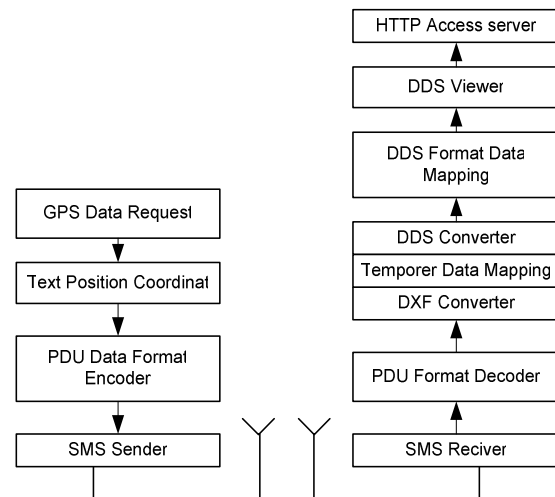 HTTP Access server
DDS Viewer
DDS Format Data
Mapping
DDS Converter
Temporer Data Mapping
DXF Converter
PDU Format Decoder
SMS Reciver
GPS Data Request
Text Position Coordinat
PDU Data Format
Encoder
SMS Sender